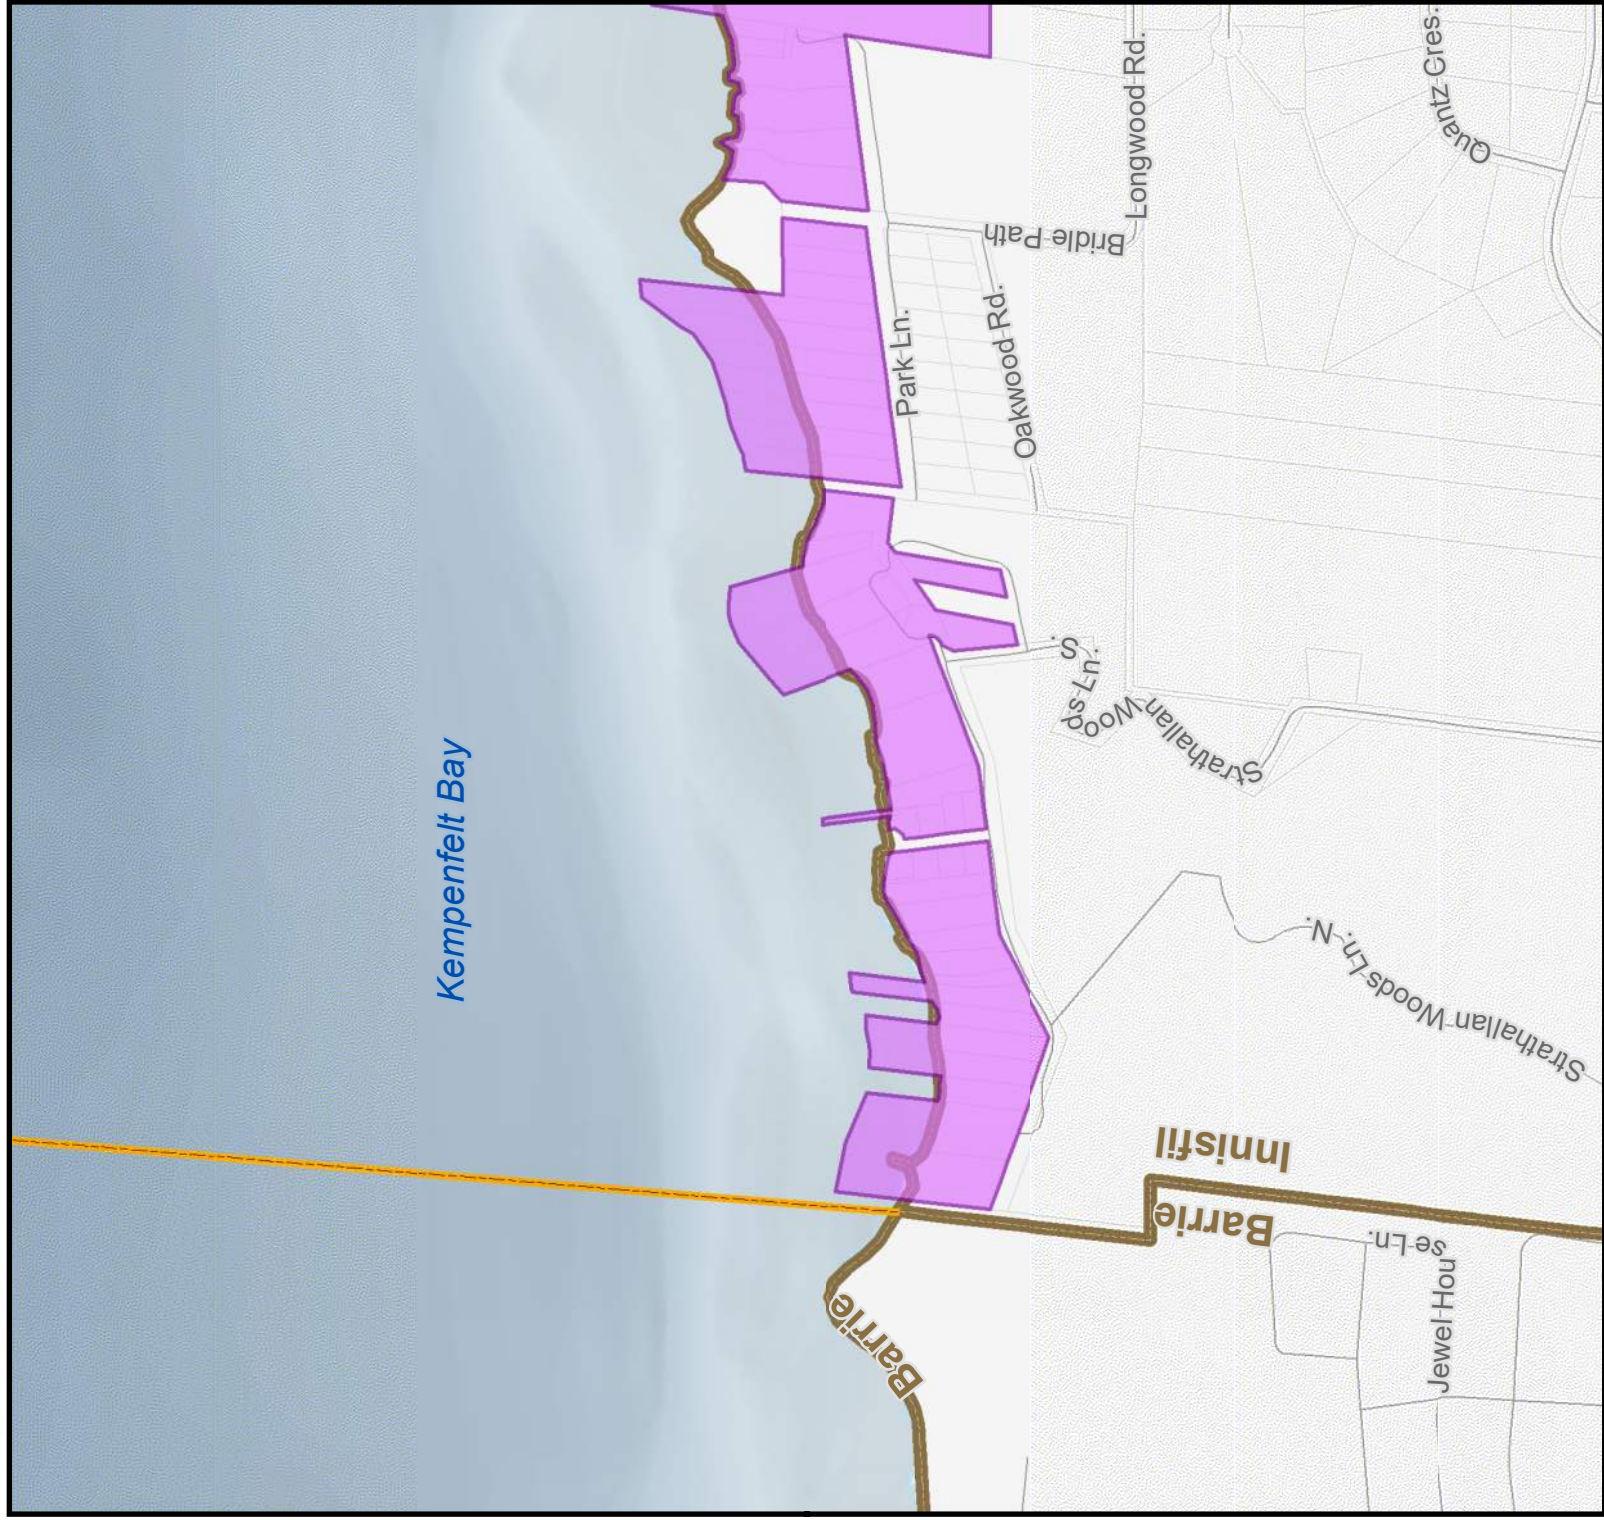 Kempenfelt Bay
Longwood Rd.
Quantz Cres.
Bridle Path
Park Ln.
Oakwood Rd.
Strathallan Woods Ln. S.
Strathallan Woods Ln. N.
Innisfil
Barrie
Barrie
Jewel House Ln.